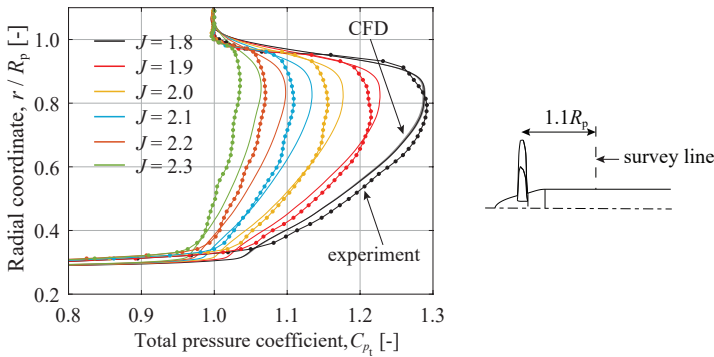 Radial coordinate, r / Rp [-]
1.0
0.8
0.6
0.4
0.2
J = 1.8
J = 1.9
J = 2.0
J = 2.1
J = 2.2
J = 2.3
CFD
experiment
0.8 0.9 1.0 1.1 1.2 1.3
Total pressure coefficient, Cpt [-]
1.1Rp
survey line